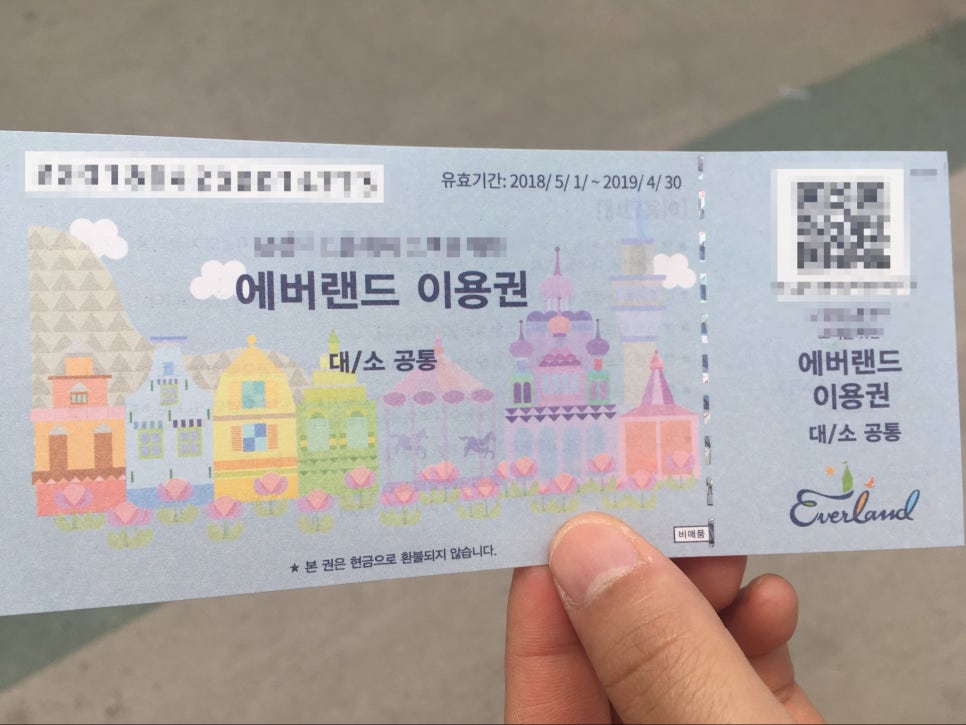 유효기간: 2018/ 5/ 1/ ~ 2019/ 4/ 30
에버랜드 이용권
대/소 공통
★ 본 권은 현금으로 환불되지 않습니다.
비매품
에버랜드
이용권
대/소 공통
Everland